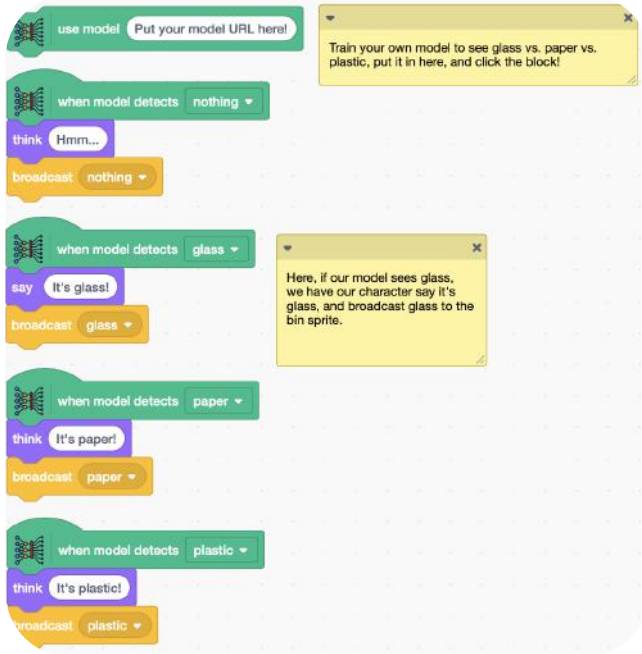 use model Put your model URL here!
Train your own model to see glass vs. paper vs.
plastic, put it in here, and click the block!
when model detects nothing
think Hmm...
broadcast nothing
when model detects glass
say It's glass!
broadcast glass
Here, if our model sees glass,
we have our character say it's
glass, and broadcast glass to the
bin sprite.
when model detects paper
think It's paper!
broadcast paper
when model detects plastic
think It's plastic!
broadcast plastic